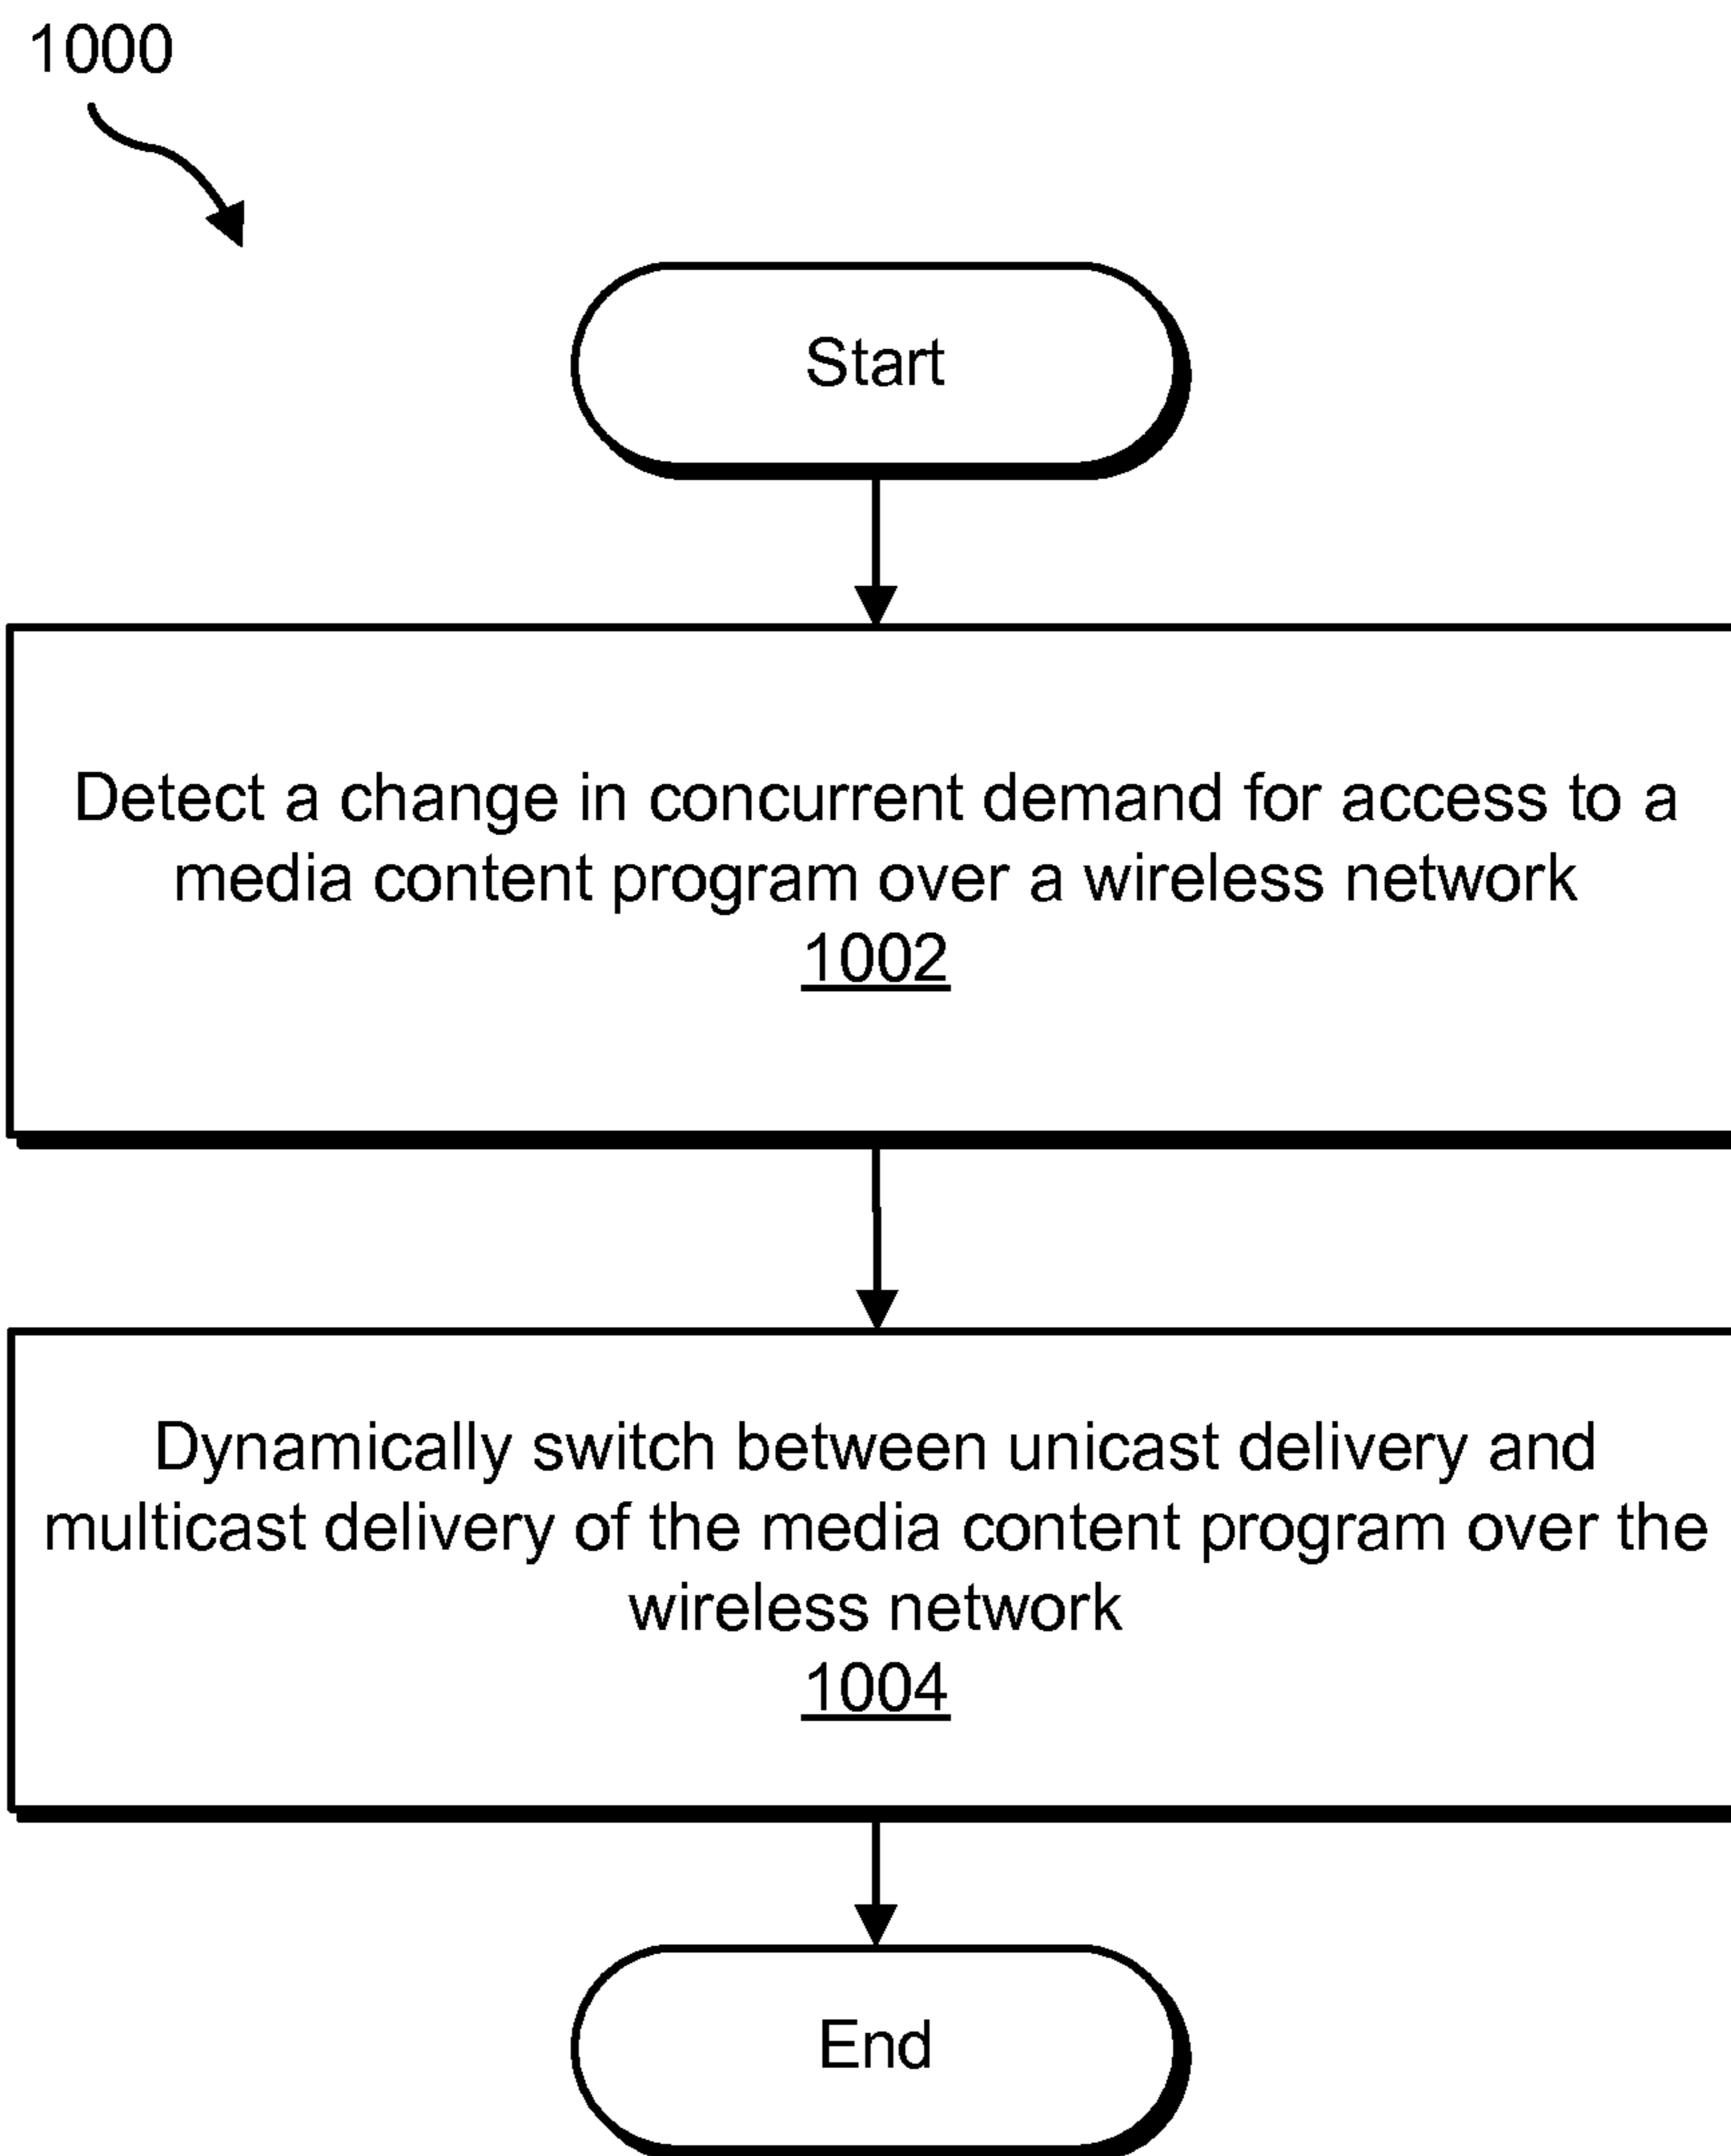 1000
Start
Detect a change in concurrent demand for access to a
media content program over a wireless network
1002
Dynamically switch between unicast delivery and
multicast delivery of the media content program over the
wireless network
1004
End